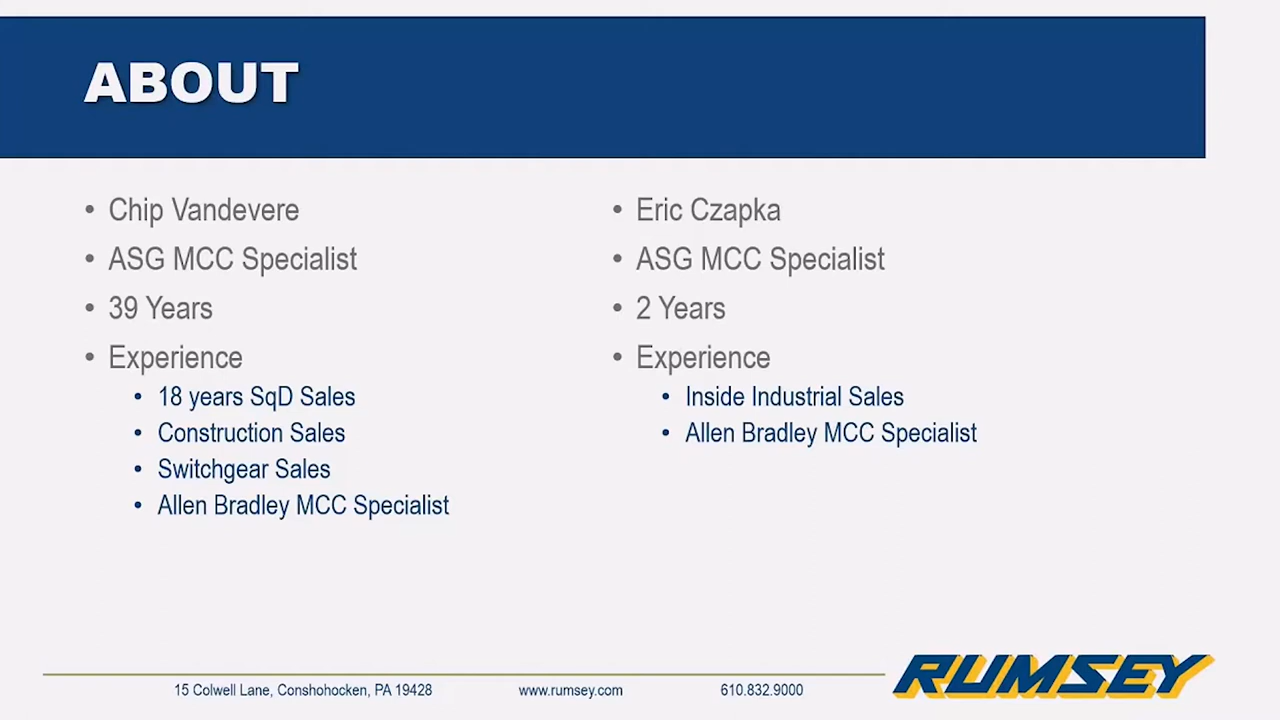 ABOUT
• Chip Vandevere
• ASG MCC Specialist
• 39 Years
• Experience
• 18 years SqD Sales
• Construction Sales
• Switchgear Sales
• Allen Bradley MCC Specialist
• Eric Czapka
• ASG MCC Specialist
• 2 Years
• Experience
• Inside Industrial Sales
• Allen Bradley MCC Specialist
15 Colwell Lane, Conshohocken, PA 19428
www.rumsey.com
610.832.9000
RUMSEY